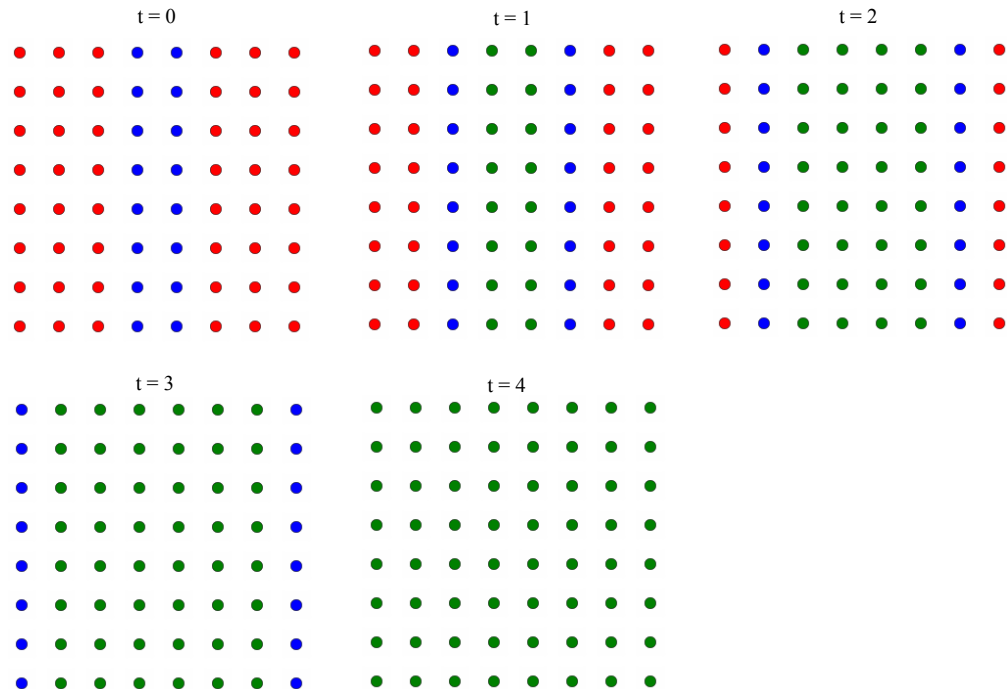 t = 0
t = 1
t = 2
t = 3
t = 4